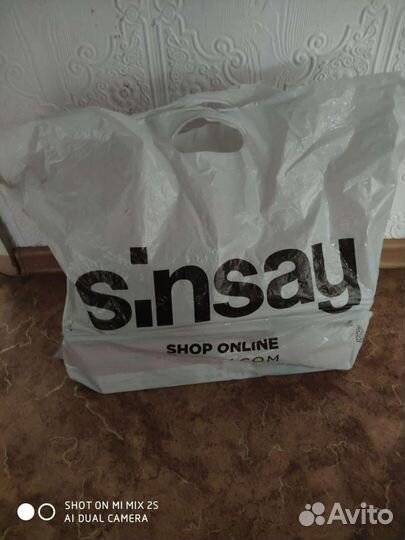 sinsay
SHOP ONLINE
SHOT ON MI MIX 2S
AI DUAL CAMERA
Avito